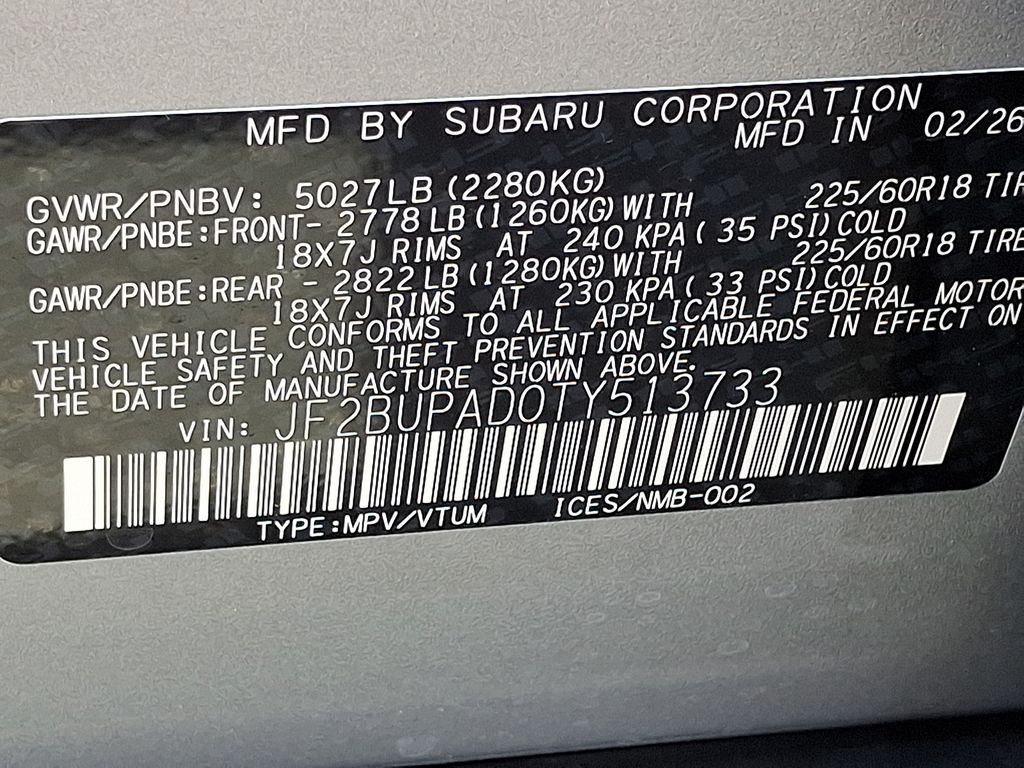 MFD BY SUBARU CORPORATION
MFD IN 02/26
GVWR/PNBV: 5027LB (2280KG)
GAWR/PNBE:FRONT- 2778 LB (1260KG) WITH 225/60R18 TIRE
18X7J RIMS AT 240 KPA ( 35 PSI) COLD
GAWR/PNBE:REAR - 2822 LB (1280KG) WITH 225/60R18 TIRE
18X7J RIMS AT 230 KPA ( 33 PSI) COLD
THIS VEHICLE CONFORMS TO ALL APPLICABLE FEDERAL MOTOR
VEHICLE SAFETY AND THEFT PREVENTION STANDARDS IN EFFECT ON
THE DATE OF MANUFACTURE SHOWN ABOVE.
VIN: JF2BUPAD0TY513733
TYPE:MPV/VTUM ICES/NMB-002